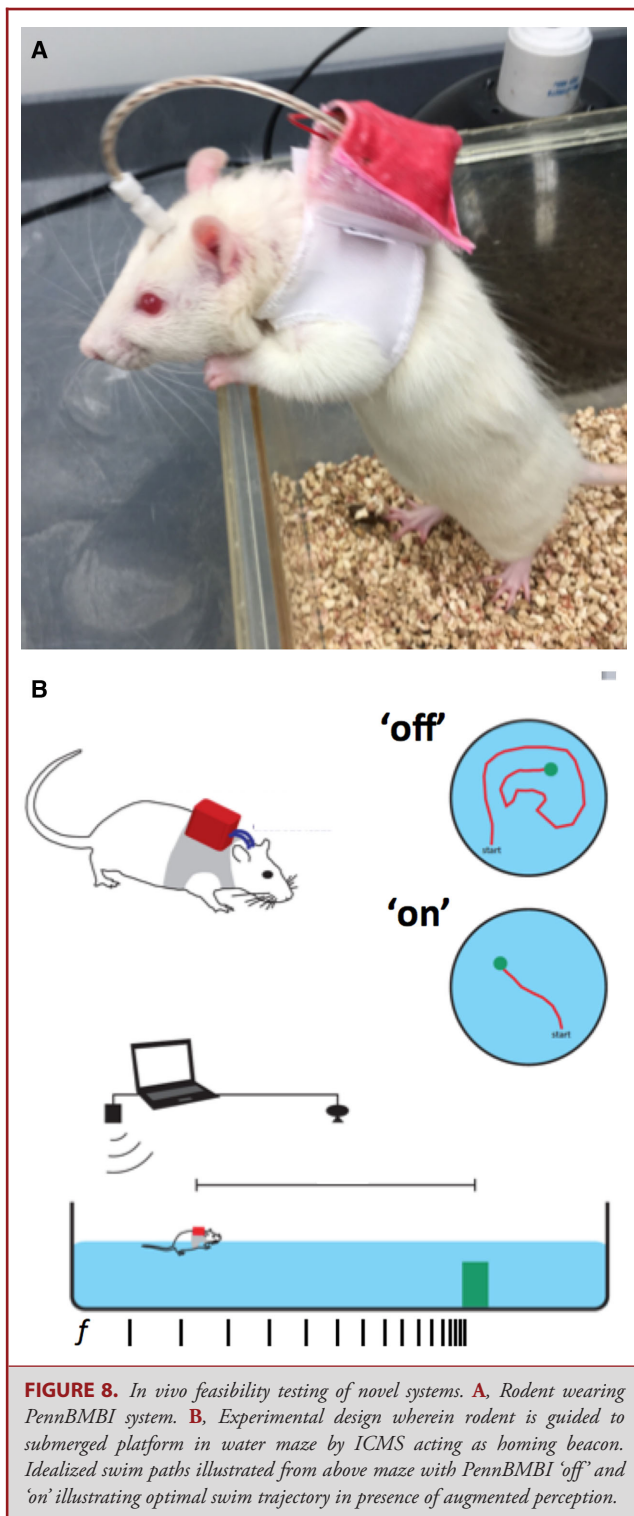 A
B
'off'
start
'on'
start
f
FIGURE 8. In vivo feasibility testing of novel systems. A, Rodent wearing
PennBMBI system. B, Experimental design wherein rodent is guided to
submerged platform in water maze by ICMS acting as homing beacon.
Idealized swim paths illustrated from above maze with PennBMBI 'off' and
'on' illustrating optimal swim trajectory in presence of augmented perception.